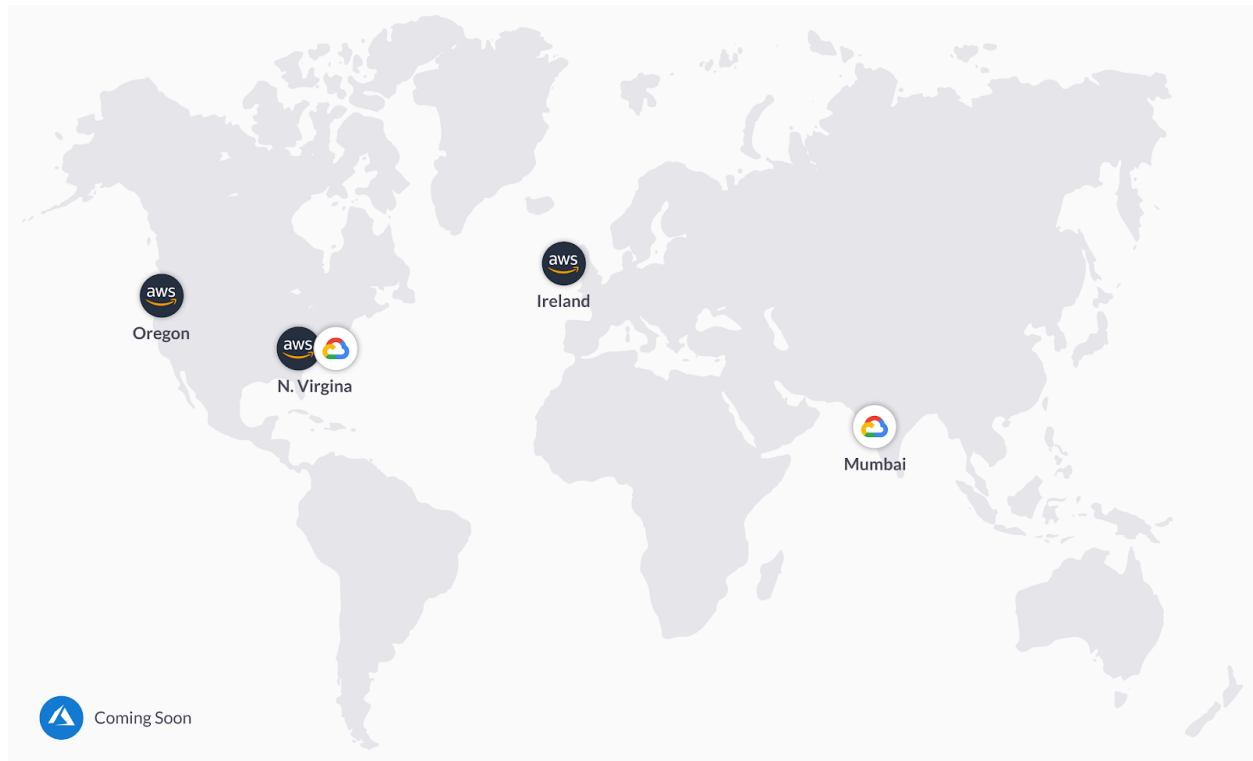 aws
Ireland
aws
Oregon
aws
N. Virgina
Mumbai
Coming Soon